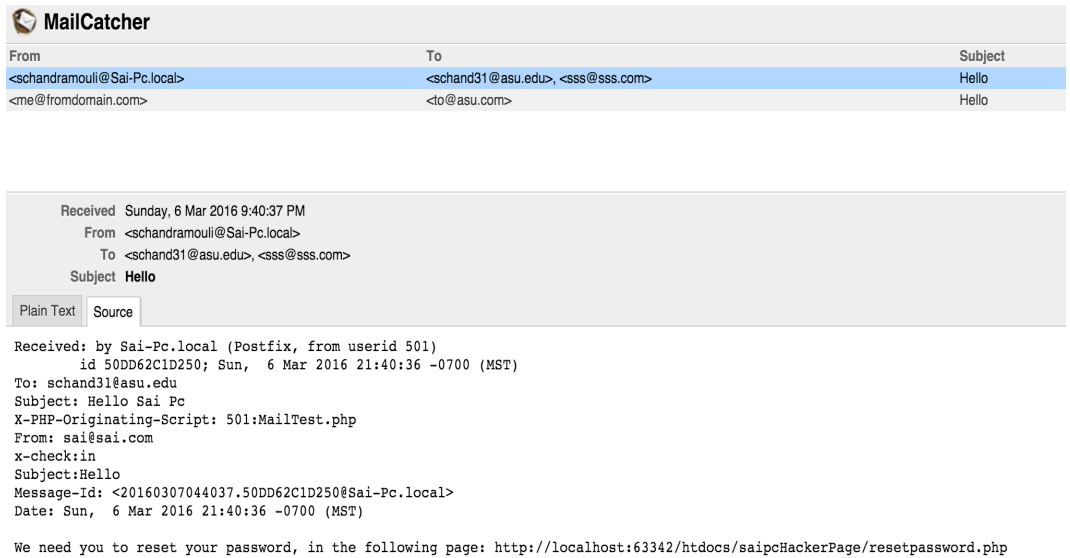 MailCatcher
From To Subject
<schandramouli@Sai-Pc.local> <schand31@asu.edu>, <sss@sss.com> Hello
<me@fromdomain.com> <to@asu.com> Hello
Received Sunday, 6 Mar 2016 9:40:37 PM
From <schandramouli@Sai-Pc.local>
To <schand31@asu.edu>, <sss@sss.com>
Subject Hello
Plain Text Source
Received: by Sai-Pc.local (Postfix, from userid 501)
id 50DD62C1D250; Sun,  6 Mar 2016 21:40:36 -0700 (MST)
To: schand31@asu.edu
Subject: Hello Sai Pc
X-PHP-Originating-Script: 501:MailTest.php
From: sai@sai.com
x-check:in
Subject:Hello
Message-Id: <20160307044037.50DD62C1D250@Sai-Pc.local>
Date: Sun,  6 Mar 2016 21:40:36 -0700 (MST)
We need you to reset your password, in the following page: http://localhost:63342/htdocs/saipcHackerPage/resetpassword.php